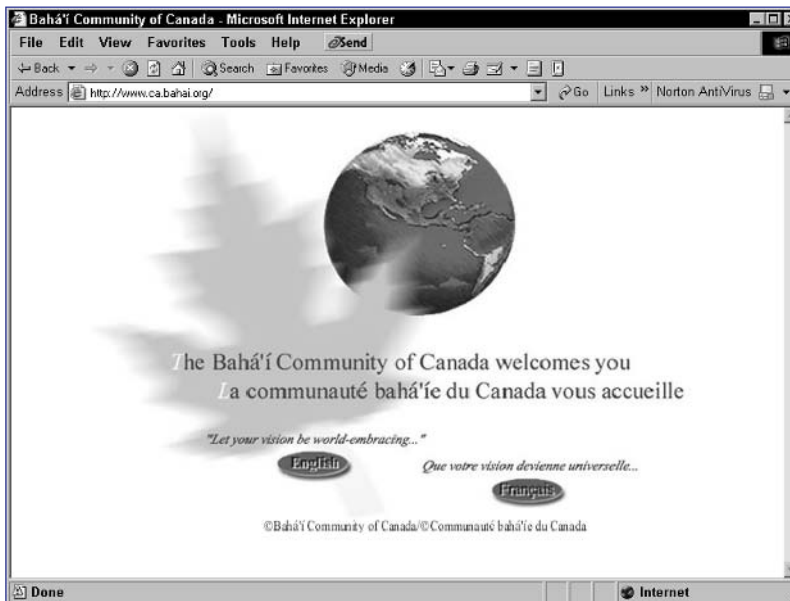 Bahá'í Community of Canada - Microsoft Internet Explorer
File Edit View Favorites Tools Help Send
Back Search Favorites Media
Address http://www.ca.bahai.org/ Go Links » Norton AntiVirus
The Bahá'í Community of Canada welcomes you
La communauté bahá'íe du Canada vous accueille
"Let your vision be world-embracing..."
English
Que votre vision devienne universelle...
Français
©Bahá'í Community of Canada/©Communauté bahá'íe du Canada
Done Internet